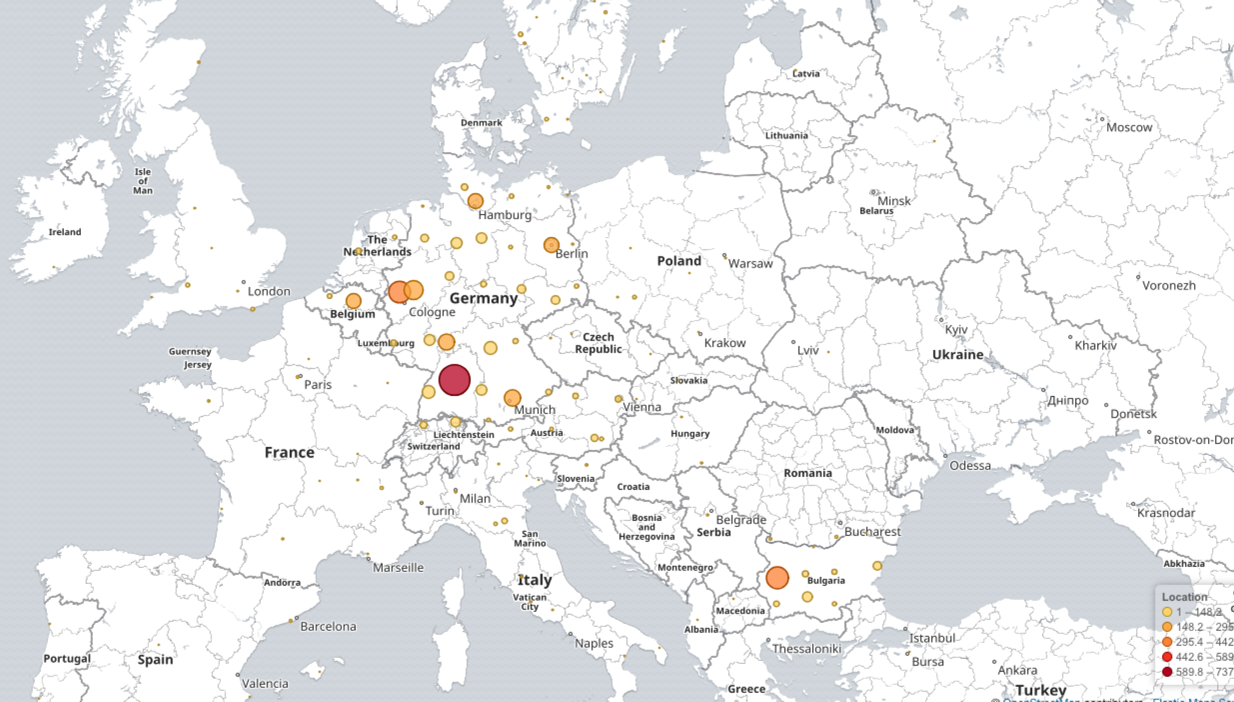 Latvia
Denmark
Moscow
Lithuania
Isle
of
Man
Minsk
Belarus
Ireland
Hamburg
The
Netherlands
Berlin
Poland
Warsaw
London
Voronezh
Germany
Belgium
Cologne
Kyiv
Czech
Republic
Krakow
Lviv
Kharkiv
Ukraine
Luxembourg
Guernsey
Jersey
Paris
Slovakia
Дніпро
Munich
Vienna
Donetsk
Liechtenstein
Austria
Switzerland
Hungary
Moldova
Rostov-on-Don
France
Odessa
Romania
Slovenia
Croatia
Milan
Turin
Krasnodar
Belgrade
Bosnia
and
Herzegovina
Serbia
Bucharest
San
Marino
Marseille
Montenegro
Abkhazia
Andorra
Italy
Bulgaria
Vatican
City
Macedonia
Location
1 – 148.2
148.2 – 295
295.4 – 442
442.6 – 589
589.8 – 737
Barcelona
Albania
Istanbul
Naples
Thessaloniki
Portugal
Spain
Bursa
Ankara
Valencia
Greece
Turkey
© OpenStreetMap contributors, Elastic Maps